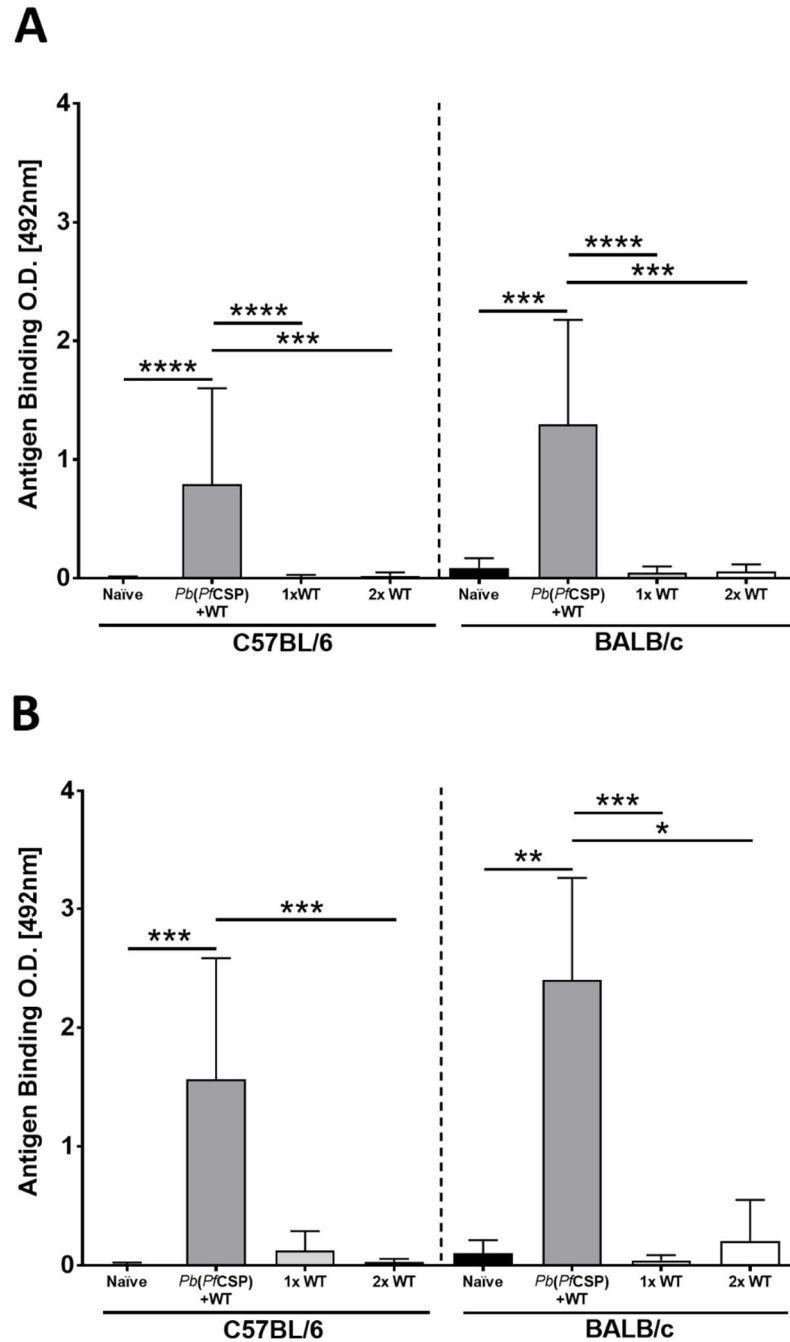 A
Antigen Binding O.D. [492nm]
4
3
2
1
0
****
***
****
****
***
***
Naïve
Pb(PfCSP)
+WT
1xWT
2x WT
Naïve
Pb(PfCSP)
+WT
1x WT
2x WT
C57BL/6
BALB/c
B
Antigen Binding O.D. [492nm]
4
3
2
1
0
***
***
***
*
**
Naïve
Pb(PfCSP)
+WT
1x WT
2x WT
Naïve
Pb(PfCSP)
+WT
1x WT
2x WT
C57BL/6
BALB/c